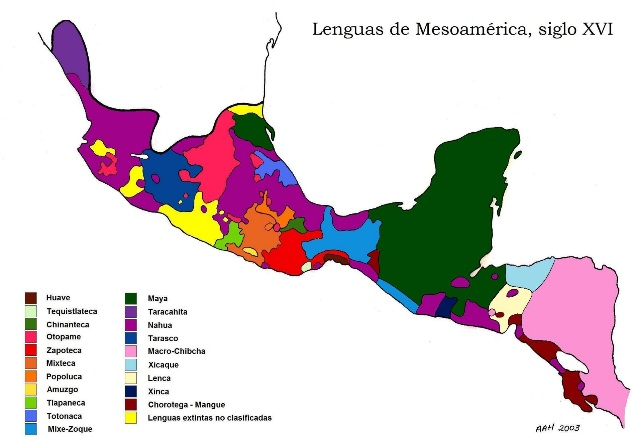 Lenguas de Mesoamérica, siglo XVI
Huave
Tequistlateca
Chinanteca
Otopame
Zapoteca
Mixteca
Popoluca
Amuzgo
Tlapaneca
Totonaca
Mixe-Zoque
Maya
Taracahita
Nahua
Tarasco
Macro-Chibcha
Xicaque
Lenca
Xinca
Chorotega - Mangue
Lenguas extintas no clasificadas
AAH 2003